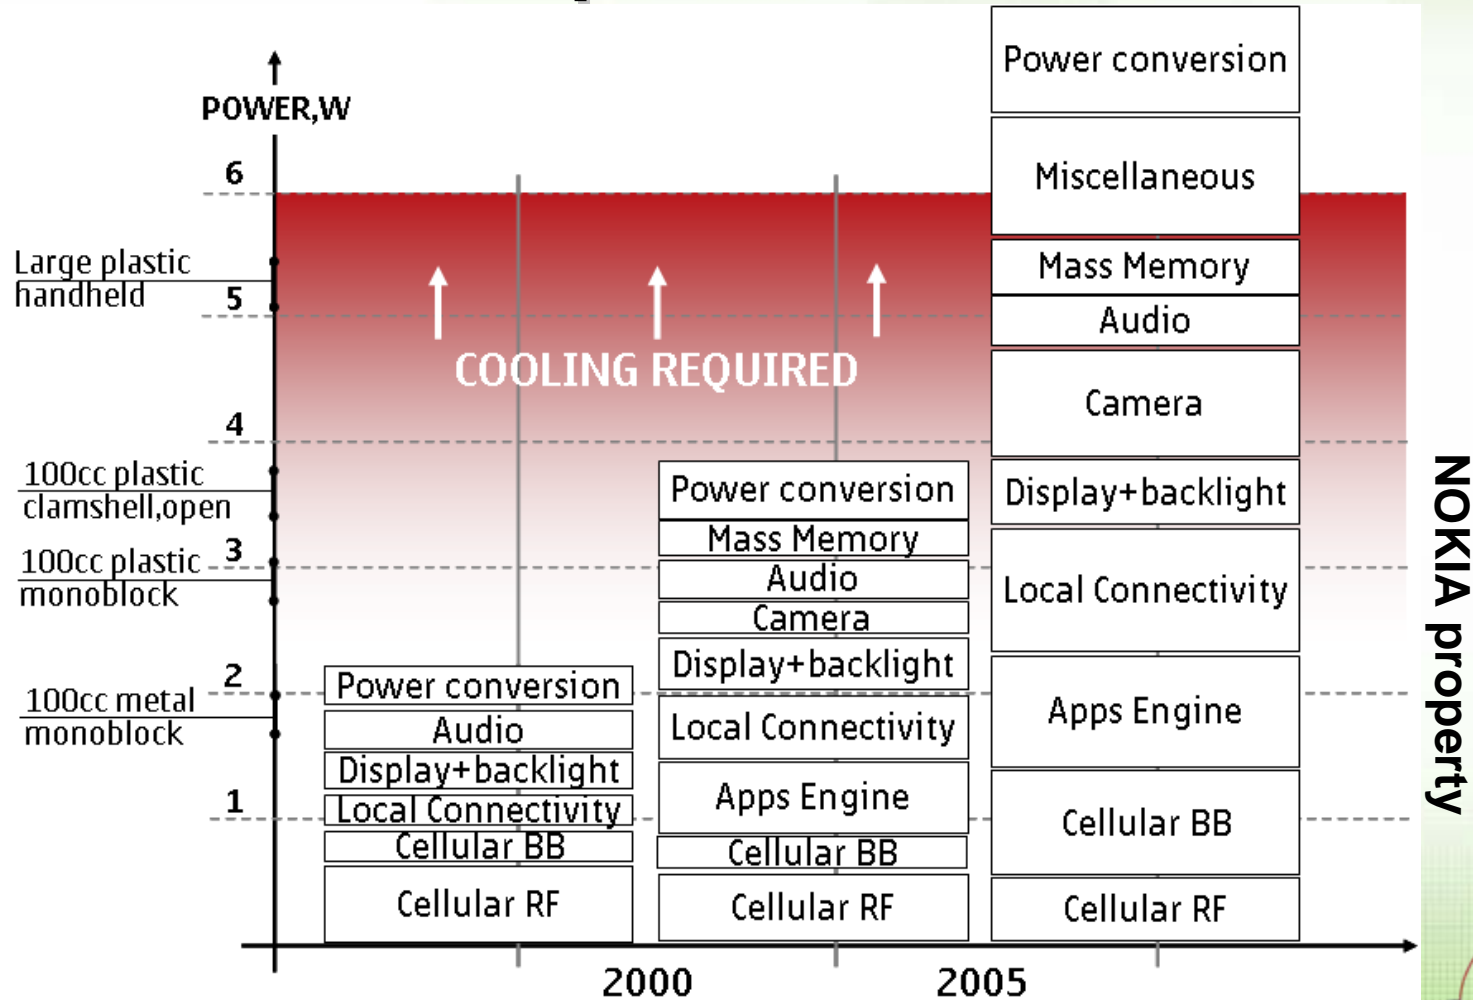 POWER,W
6
5
4
3
2
1
Large plastic
handheld
100cc plastic
clamshell,open
100cc plastic
monoblock
100cc metal
monoblock
COOLING REQUIRED
Power conversion
Audio
Display+backlight
Local Connectivity
Cellular BB
Cellular RF
Power conversion
Mass Memory
Audio
Camera
Display+backlight
Local Connectivity
Apps Engine
Cellular BB
Cellular RF
Power conversion
Miscellaneous
Mass Memory
Audio
Camera
Display+backlight
Local Connectivity
Apps Engine
Cellular BB
Cellular RF
2000
2005
NOKIA property